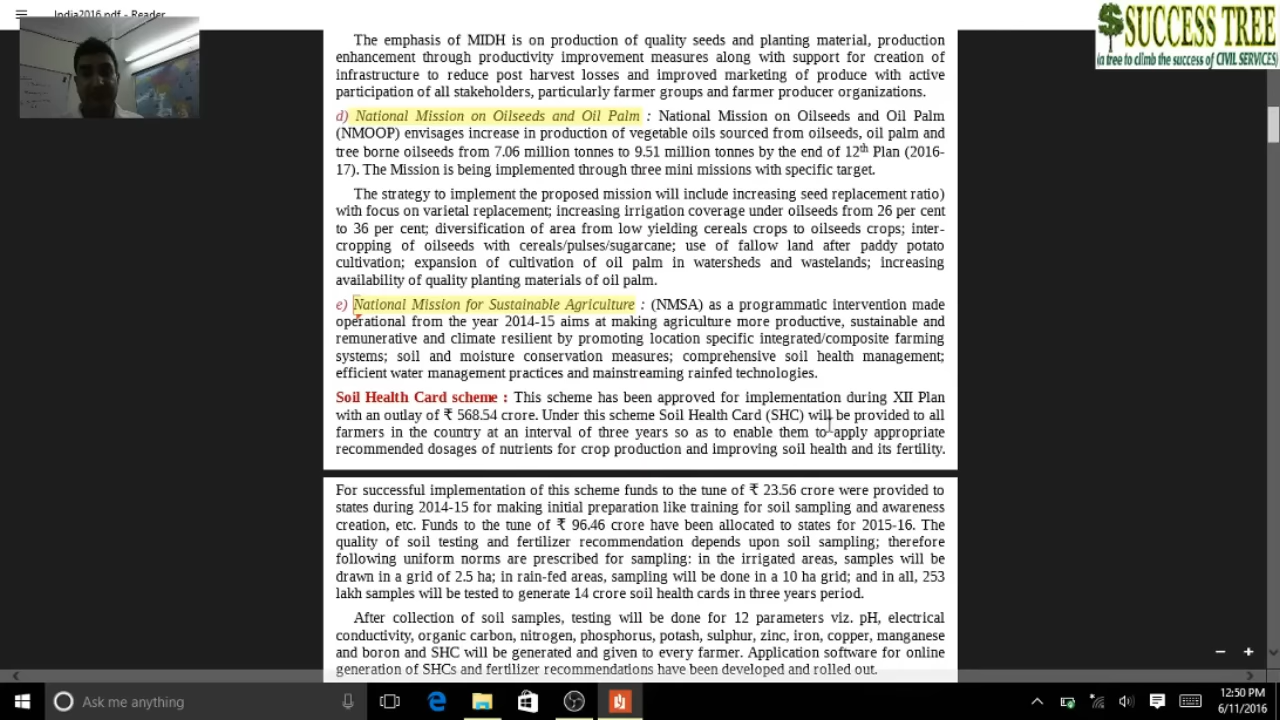 India2016.pdf - Reader
SUCCESS TREE
(a tree to climb the success of CIVIL SERVICES)
The emphasis of MIDH is on production of quality seeds and planting material, production
enhancement through productivity improvement measures along with support for creation of
infrastructure to reduce post harvest losses and improved marketing of produce with active
participation of all stakeholders, particularly farmer groups and farmer producer organizations.
d) National Mission on Oilseeds and Oil Palm : National Mission on Oilseeds and Oil Palm
(NMOOP) envisages increase in production of vegetable oils sourced from oilseeds, oil palm and
tree borne oilseeds from 7.06 million tonnes to 9.51 million tonnes by the end of 12th Plan (2016-
17). The Mission is being implemented through three mini missions with specific target.
The strategy to implement the proposed mission will include increasing seed replacement ratio)
with focus on varietal replacement; increasing irrigation coverage under oilseeds from 26 per cent
to 36 per cent; diversification of area from low yielding cereals crops to oilseeds crops; inter-
cropping of oilseeds with cereals/pulses/sugarcane; use of fallow land after paddy potato
cultivation; expansion of cultivation of oil palm in watersheds and wastelands; increasing
availability of quality planting materials of oil palm.
e) National Mission for Sustainable Agriculture : (NMSA) as a programmatic intervention made
operational from the year 2014-15 aims at making agriculture more productive, sustainable and
remunerative and climate resilient by promoting location specific integrated/composite farming
systems; soil and moisture conservation measures; comprehensive soil health management;
efficient water management practices and mainstreaming rainfed technologies.
Soil Health Card scheme : This scheme has been approved for implementation during XII Plan
with an outlay of ₹ 568.54 crore. Under this scheme Soil Health Card (SHC) will be provided to all
farmers in the country at an interval of three years so as to enable them to apply appropriate
recommended dosages of nutrients for crop production and improving soil health and its fertility.
For successful implementation of this scheme funds to the tune of ₹ 23.56 crore were provided to
states during 2014-15 for making initial preparation like training for soil sampling and awareness
creation, etc. Funds to the tune of ₹ 96.46 crore have been allocated to states for 2015-16. The
quality of soil testing and fertilizer recommendation depends upon soil sampling; therefore
following uniform norms are prescribed for sampling: in the irrigated areas, samples will be
drawn in a grid of 2.5 ha; in rain-fed areas, sampling will be done in a 10 ha grid; and in all, 253
lakh samples will be tested to generate 14 crore soil health cards in three years period.
After collection of soil samples, testing will be done for 12 parameters viz. pH, electrical
conductivity, organic carbon, nitrogen, phosphorus, potash, sulphur, zinc, iron, copper, manganese
and boron and SHC will be generated and given to every farmer. Application software for online
generation of SHCs and fertilizer recommendations have been developed and rolled out.
Ask me anything
12:50 PM
6/11/2016